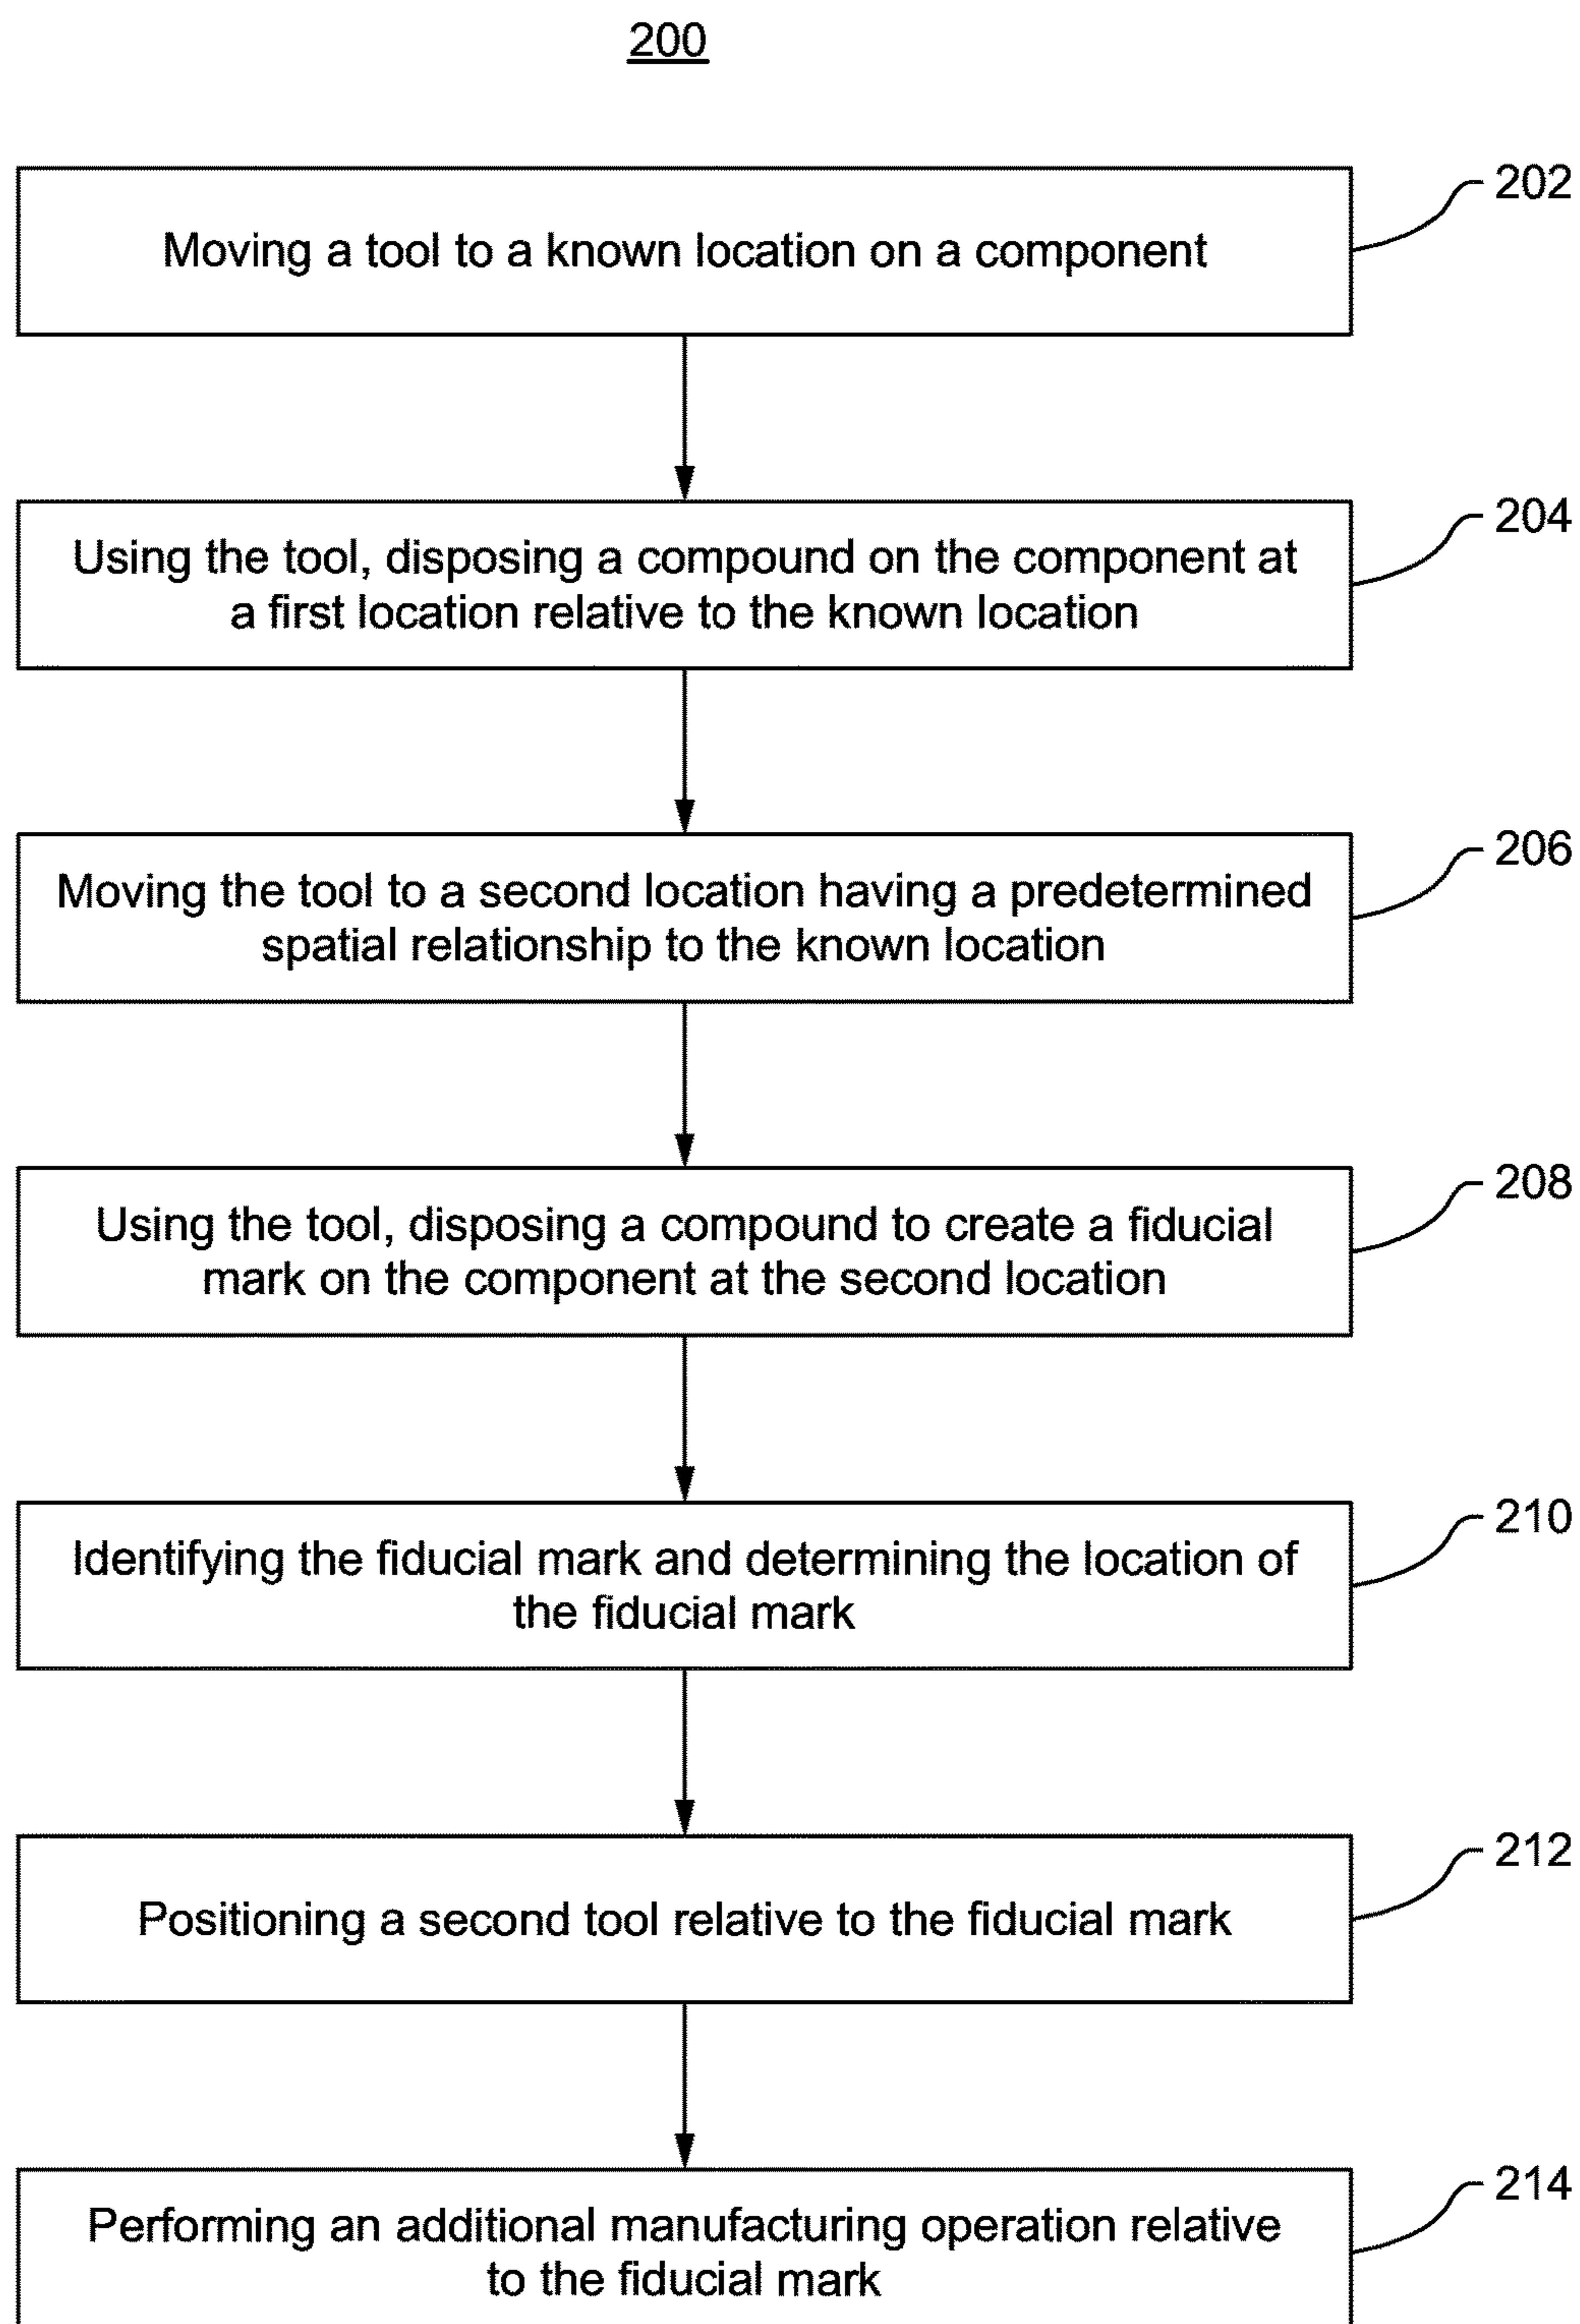 200
202
Moving a tool to a known location on a component
204
Using the tool, disposing a compound on the component at
a first location relative to the known location
206
Moving the tool to a second location having a predetermined
spatial relationship to the known location
208
Using the tool, disposing a compound to create a fiducial
mark on the component at the second location
210
Identifying the fiducial mark and determining the location of
the fiducial mark
212
Positioning a second tool relative to the fiducial mark
214
Performing an additional manufacturing operation relative
to the fiducial mark